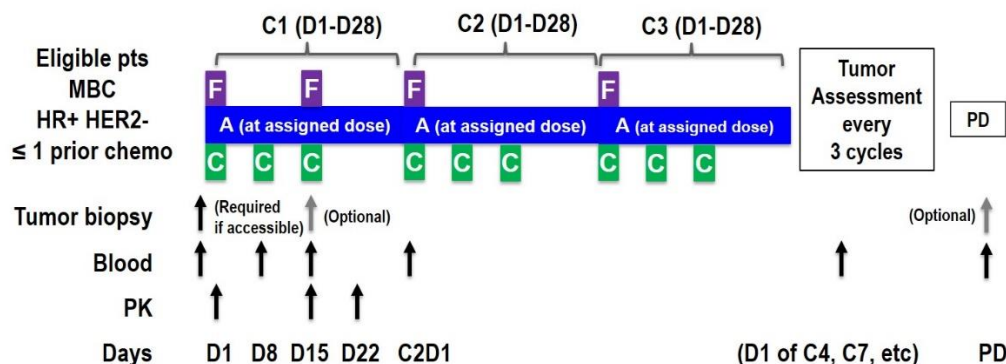 C1 (D1-D28) C2 (D1-D28) C3 (D1-D28)
Eligible pts
MBC
HR+ HER2-
≤ 1 prior chemo
F F F F
A (at assigned dose) A (at assigned dose) A (at assigned dose)
C C C C C C C C C
Tumor
Assessment
every
3 cycles
PD
Tumor biopsy (Required
if accessible) (Optional) (Optional)
Blood
PK
Days D1 D8 D15 D22 C2D1 (D1 of C4, C7, etc) PD